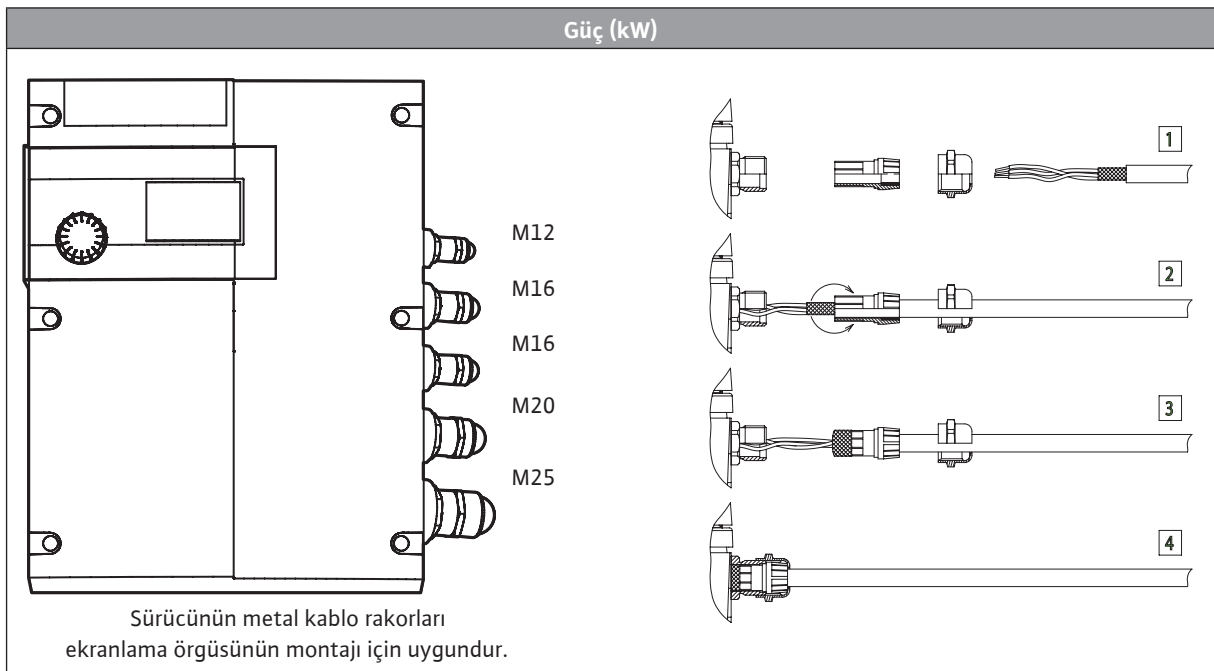 Güç (kW)
M12
M16
M16
M20
M25
Sürücünün metal kablo rakorları
ekranlama örgüsünün montajı için uygundur.
1
2
3
4